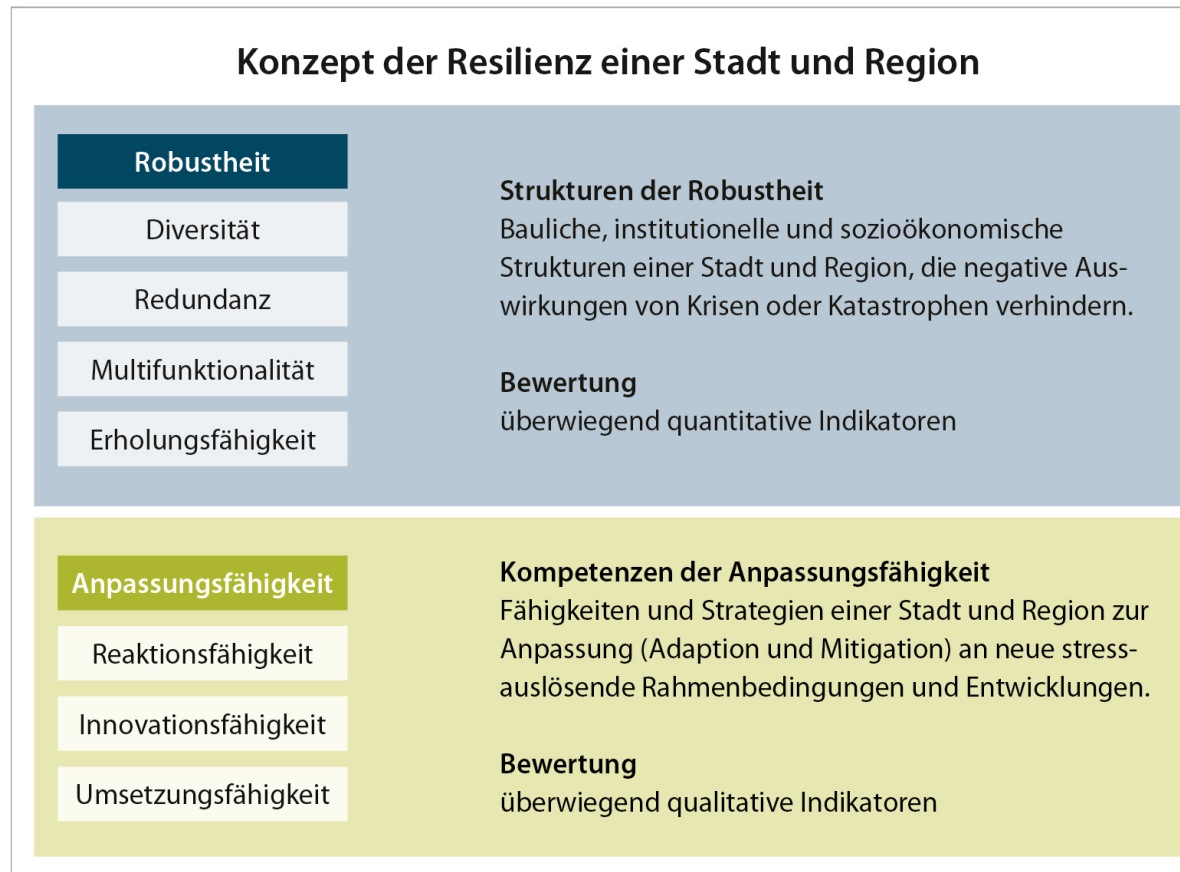 Konzept der Resilienz einer Stadt und Region
Robustheit
Diversität
Redundanz
Multifunktionalität
Erholungsfähigkeit
Strukturen der Robustheit
Bauliche, institutionelle und sozioökonomische
Strukturen einer Stadt und Region, die negative Aus-
wirkungen von Krisen oder Katastrophen verhindern.
Bewertung
überwiegend quantitative Indikatoren
Anpassungsfähigkeit
Reaktionsfähigkeit
Innovationsfähigkeit
Umsetzungsfähigkeit
Kompetenzen der Anpassungsfähigkeit
Fähigkeiten und Strategien einer Stadt und Region zur
Anpassung (Adaption und Mitigation) an neue stress-
auslösende Rahmenbedingungen und Entwicklungen.
Bewertung
überwiegend qualitative Indikatoren